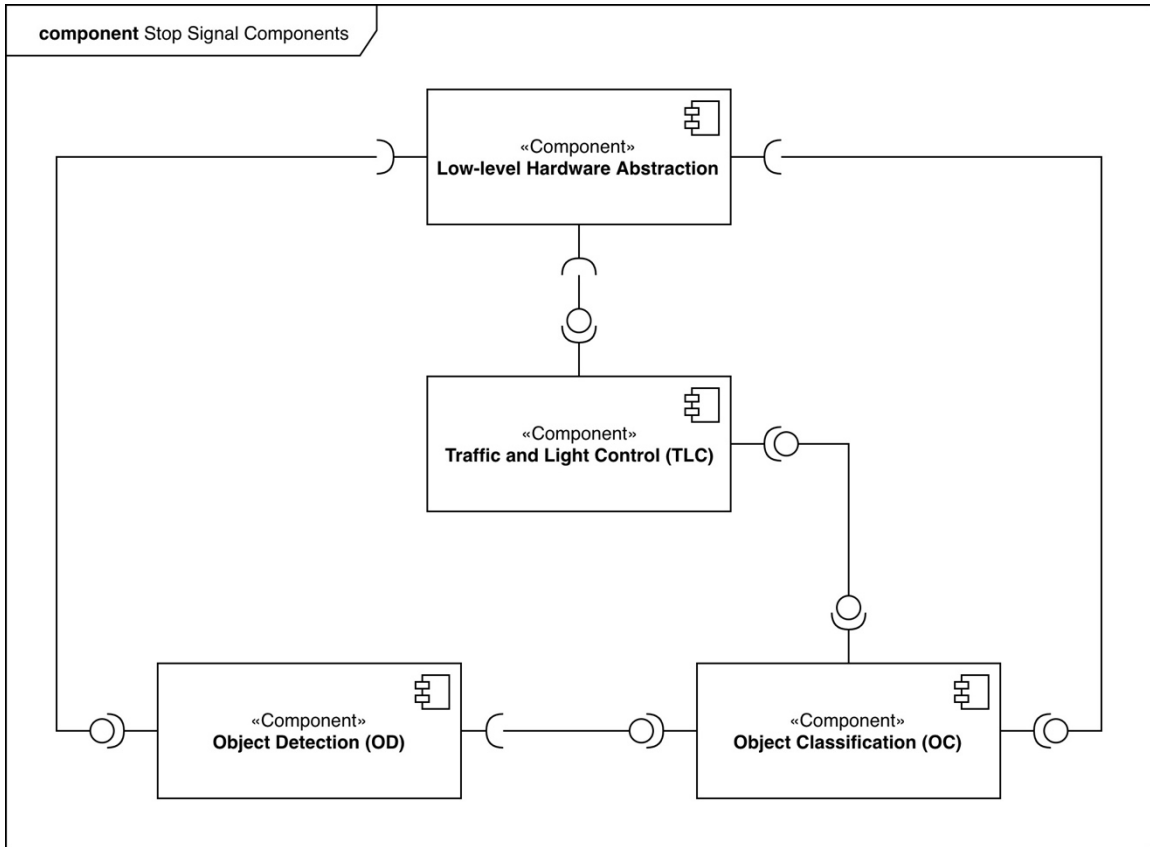 component Stop Signal Components
«Component»
Low-level Hardware Abstraction
«Component»
Traffic and Light Control (TLC)
«Component»
Object Detection (OD)
«Component»
Object Classification (OC)